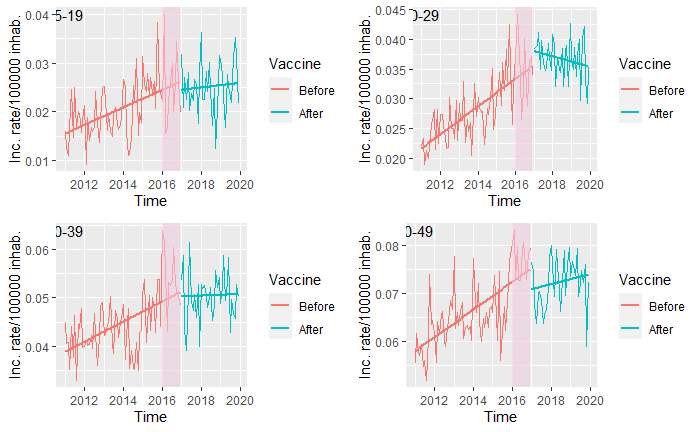 5-19
Inc. rate/100000 inhab.
0.04
0.03
0.02
0.01
2012 2014 2016 2018 2020
Time
Vaccine
Before
After
0-29
Inc. rate/100000 inhab.
0.045
0.040
0.035
0.030
0.025
0.020
2012 2014 2016 2018 2020
Time
Vaccine
Before
After
0-39
Inc. rate/100000 inhab.
0.06
0.05
0.04
2012 2014 2016 2018 2020
Time
Vaccine
Before
After
0-49
Inc. rate/100000 inhab.
0.08
0.07
0.06
2012 2014 2016 2018 2020
Time
Vaccine
Before
After